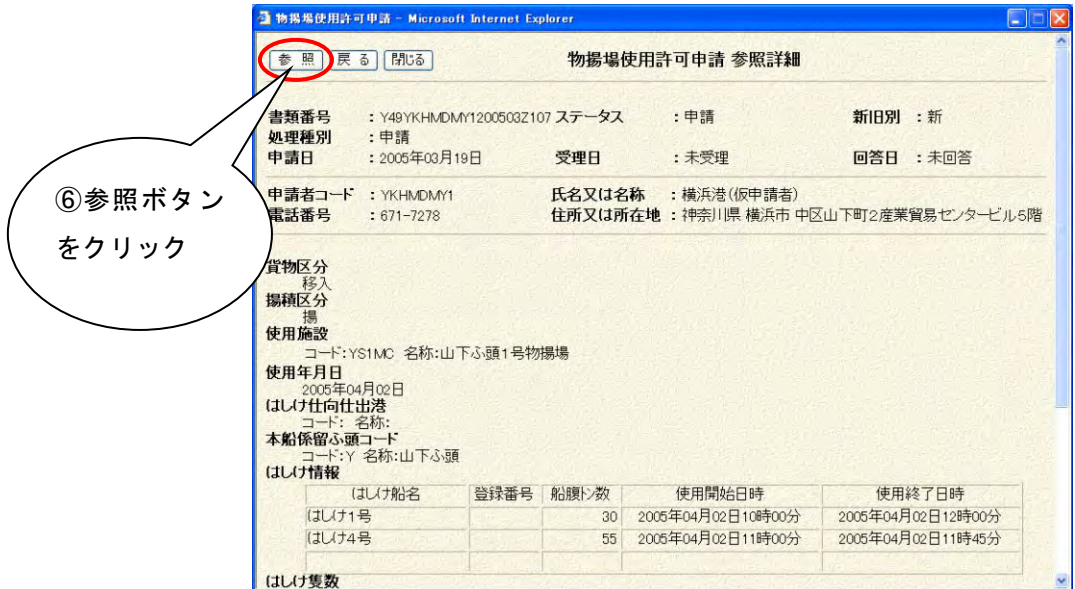 物揚場使用許可申請 - Microsoft Internet Explorer
参 照 戻 る 閉じる 物揚場使用許可申請 参照詳細
書類番号 : Y49YKHMDMY1200503Z107 ステータス : 申請 新旧別 : 新
処理種別 : 申請
申請日 : 2005年03月19日 受理日 : 未受理 回答日 : 未回答
申請者コード : YKHMDMY1 氏名又は名称 : 横浜港(仮申請者)
電話番号 : 671-7278 住所又は所在地 : 神奈川県 横浜市 中区山下町2産業貿易センタービル5階
⑥参照ボタン
をクリック
貨物区分
移入
揚積区分
揚
使用施設
コード:YS1MC 名称:山下ふ頭1号物揚場
使用年月日
2005年04月02日
はしけ仕向仕出港
コード: 名称:
本船係留ふ頭コード
コード:Y 名称:山下ふ頭
はしけ情報
はしけ船名 登録番号 船腹トン数 使用開始日時 使用終了日時
はしけ1号 30 2005年04月02日10時00分 2005年04月02日12時00分
はしけ4号 55 2005年04月02日11時00分 2005年04月02日11時45分
はしけ隻数